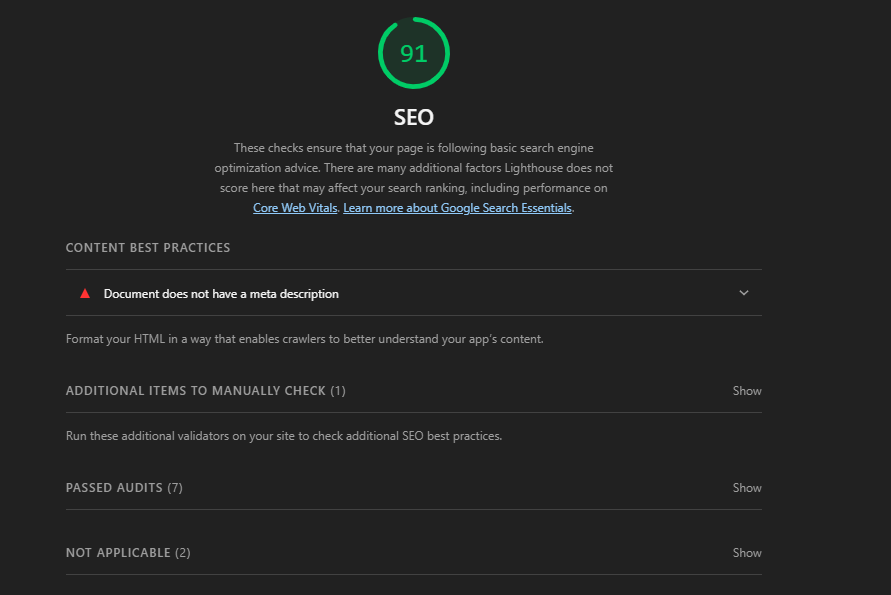 91
SEO
These checks ensure that your page is following basic search engine
optimization advice. There are many additional factors Lighthouse does not
score here that may affect your search ranking, including performance on
Core Web Vitals. Learn more about Google Search Essentials.
CONTENT BEST PRACTICES
Document does not have a meta description
Format your HTML in a way that enables crawlers to better understand your app's content.
ADDITIONAL ITEMS TO MANUALLY CHECK (1) Show
Run these additional validators on your site to check additional SEO best practices.
PASSED AUDITS (7) Show
NOT APPLICABLE (2) Show